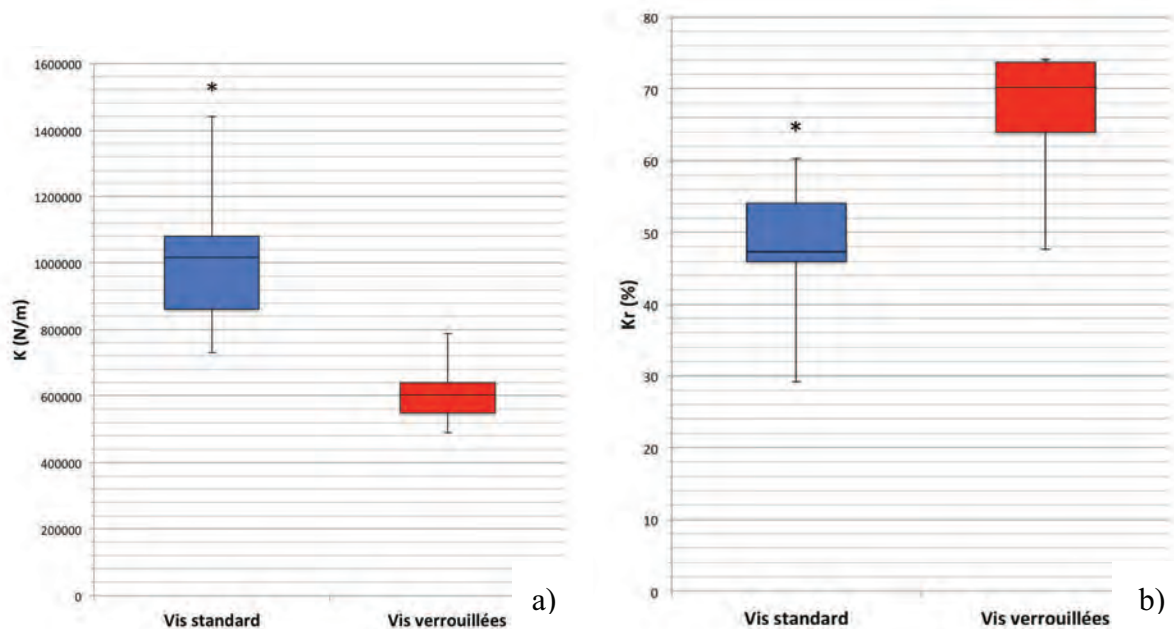 1600000
1400000
1200000
1000000
800000
600000
400000
200000
0
K (N/m)
*
Vis standard
Vis verrouillées
a)
80
70
60
50
40
30
20
10
0
Kr (%)
*
Vis standard
Vis verrouillées
b)